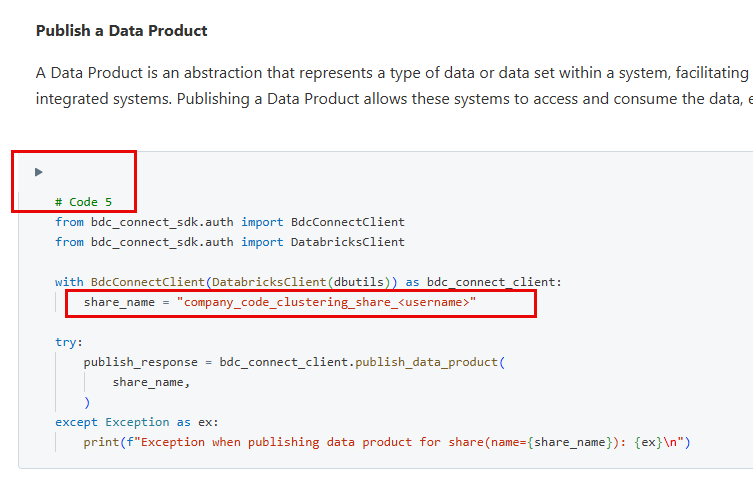 Publish a Data Product
A Data Product is an abstraction that represents a type of data or data set within a system, facilitating
integrated systems. Publishing a Data Product allows these systems to access and consume the data, e
# Code 5
from bdc_connect_sdk.auth import BdcConnectClient
from bdc_connect_sdk.auth import DatabricksClient
with BdcConnectClient(DatabricksClient(dbutils)) as bdc_connect_client:
share_name = "company_code_clustering_share_<username>"
try:
publish_response = bdc_connect_client.publish_data_product(
share_name,
)
except Exception as ex:
print(f"Exception when publishing data product for share(name={share_name}): {ex}\n")